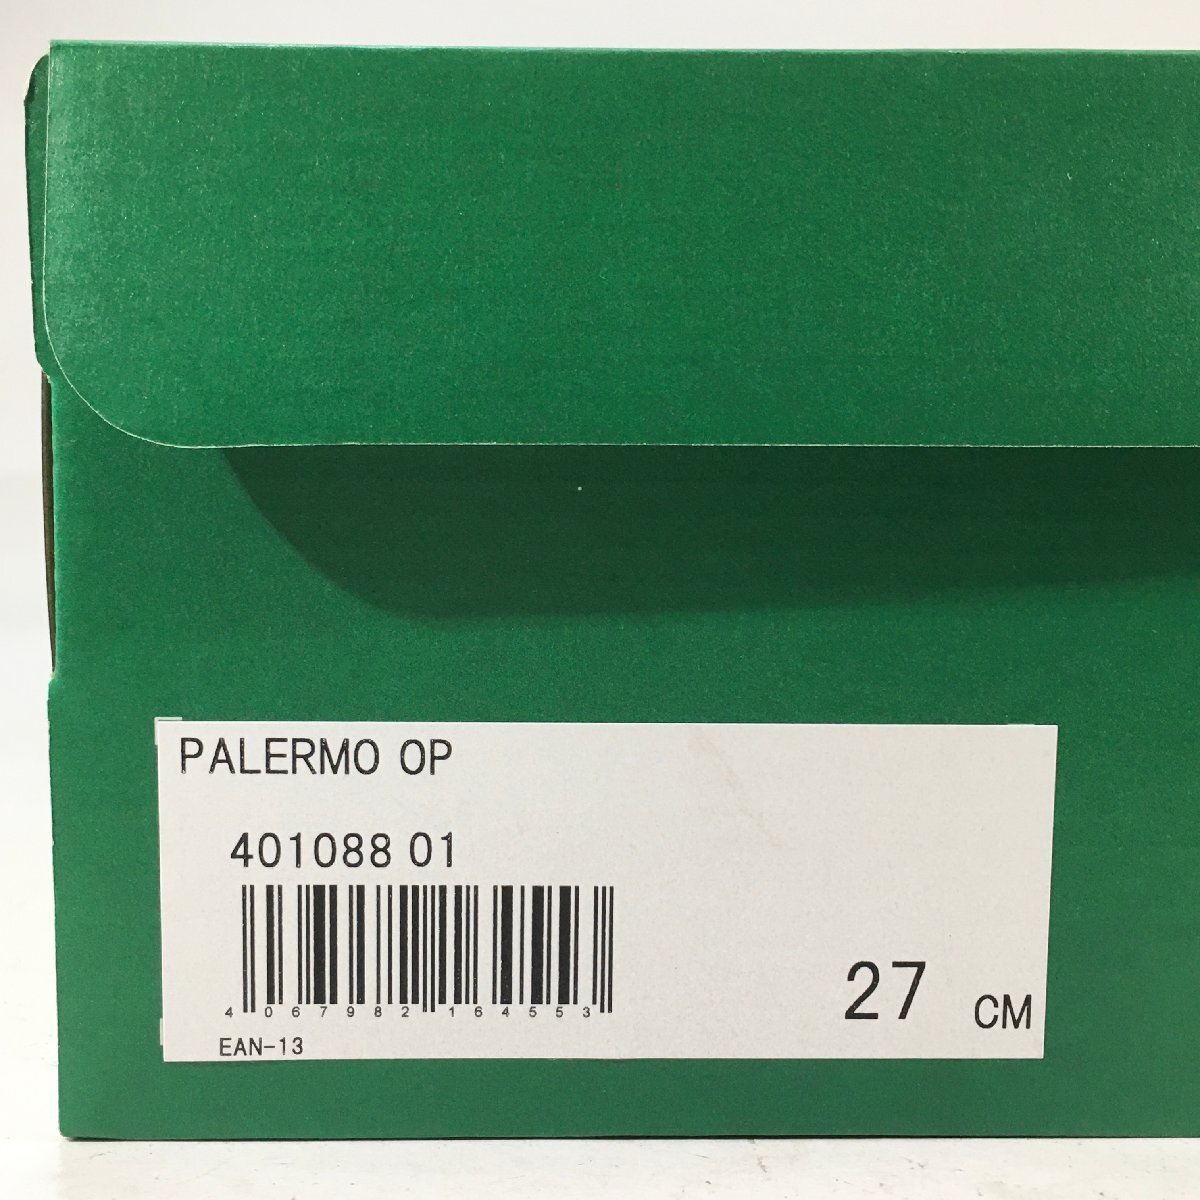 PALERMO OP
401088 01
4 067982 164553
27 CM
EAN-13